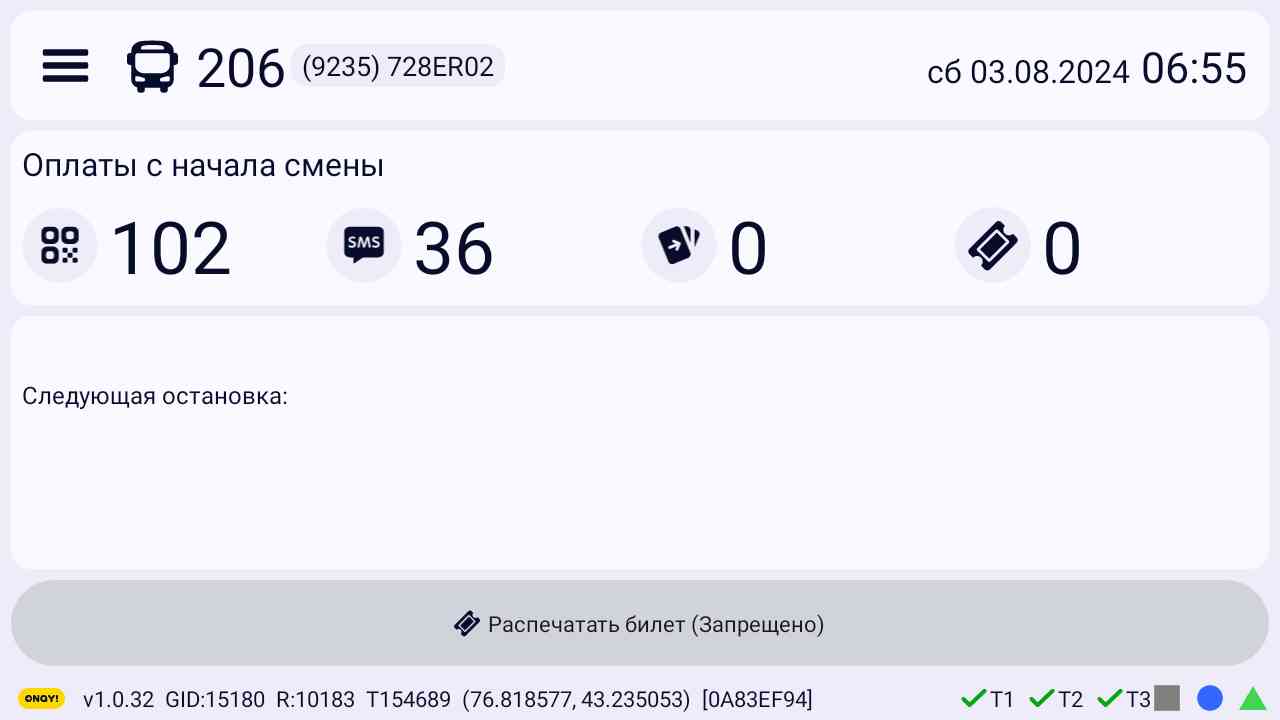 206 (9235) 728ER02 сб 03.08.2024 06:55
Оплаты с начала смены
102 SMS 36 0 0
Следующая остановка:
Распечатать билет (Запрещено)
ONAY! v1.0.32 GID:15180 R:10183 T154689 (76.818577, 43.235053) [0A83EF94] T1 T2 T3